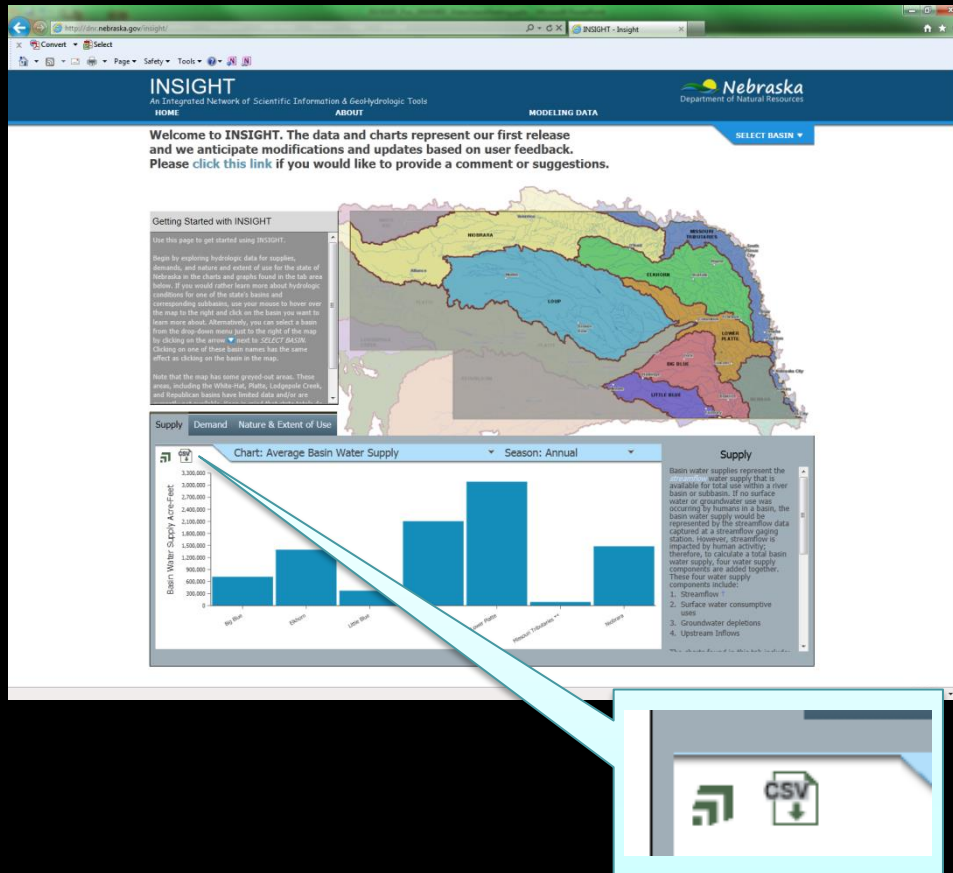 http://dnr.nebraska.gov/insight/
INSIGHT - Insight
Convert
Select
Page
Safety
Tools
INSIGHT
An Integrated Network of Scientific Information & GeoHydrologic Tools
HOME
ABOUT
MODELING DATA
Nebraska
Department of Natural Resources
SELECT BASIN
Welcome to INSIGHT. The data and charts represent our first release
and we anticipate modifications and updates based on user feedback.
Please click this link if you would like to provide a comment or suggestions.
Getting Started with INSIGHT
Use this page to get started using INSIGHT.
Begin by exploring hydrologic data for supplies,
demands, and nature and extent of use for the state of
Nebraska in the charts and graphs found in the tab area
below. If you would rather learn more about hydrologic
conditions for one of the state's basins and
corresponding subbasins, use your mouse to hover over
the map to the right and click on the basin you want to
learn more about. Alternatively, you can select a basin
from the drop-down menu just to the right of the map
by clicking on the arrow next to SELECT BASIN.
Clicking on one of these basin names has the same
effect as clicking on the basin in the map.
Note that the map has some greyed-out areas. These
areas, including the White-Hat, Platte, Lodgepole Creek,
and Republican basins have limited data and/or are
NIOBRARA
MISSOURI
TRIBUTARIES
ELKHORN
LOOP
LOWER
PLATTE
BIG BLUE
LITTLE BLUE
Alliance
Nebraska City
Supply
Demand
Nature & Extent of Use
CSV
Chart: Average Basin Water Supply
Season: Annual
Basin Water Supply Acre-Feet
3,300,000
3,000,000
2,700,000
2,400,000
2,100,000
1,800,000
1,500,000
1,200,000
900,000
600,000
300,000
0
Big Blue
Elkhorn
Little Blue
Lower Platte
Missouri Tributaries **
Niobrara
Supply
Basin water supplies represent the
streamflow water supply that is
available for total use within a river
basin or subbasin. If no surface
water or groundwater use was
occurring by humans in a basin, the
basin water supply would be
represented by the streamflow data
captured at a streamflow gaging
station. However, streamflow is
impacted by human activitiy;
therefore, to calculate a total basin
water supply, four water supply
components are added together.
These four water supply
components include:
1. Streamflow †
2. Surface water consumptive
uses
3. Groundwater depletions
4. Upstream Inflows
The charts found in this tab include:
CSV